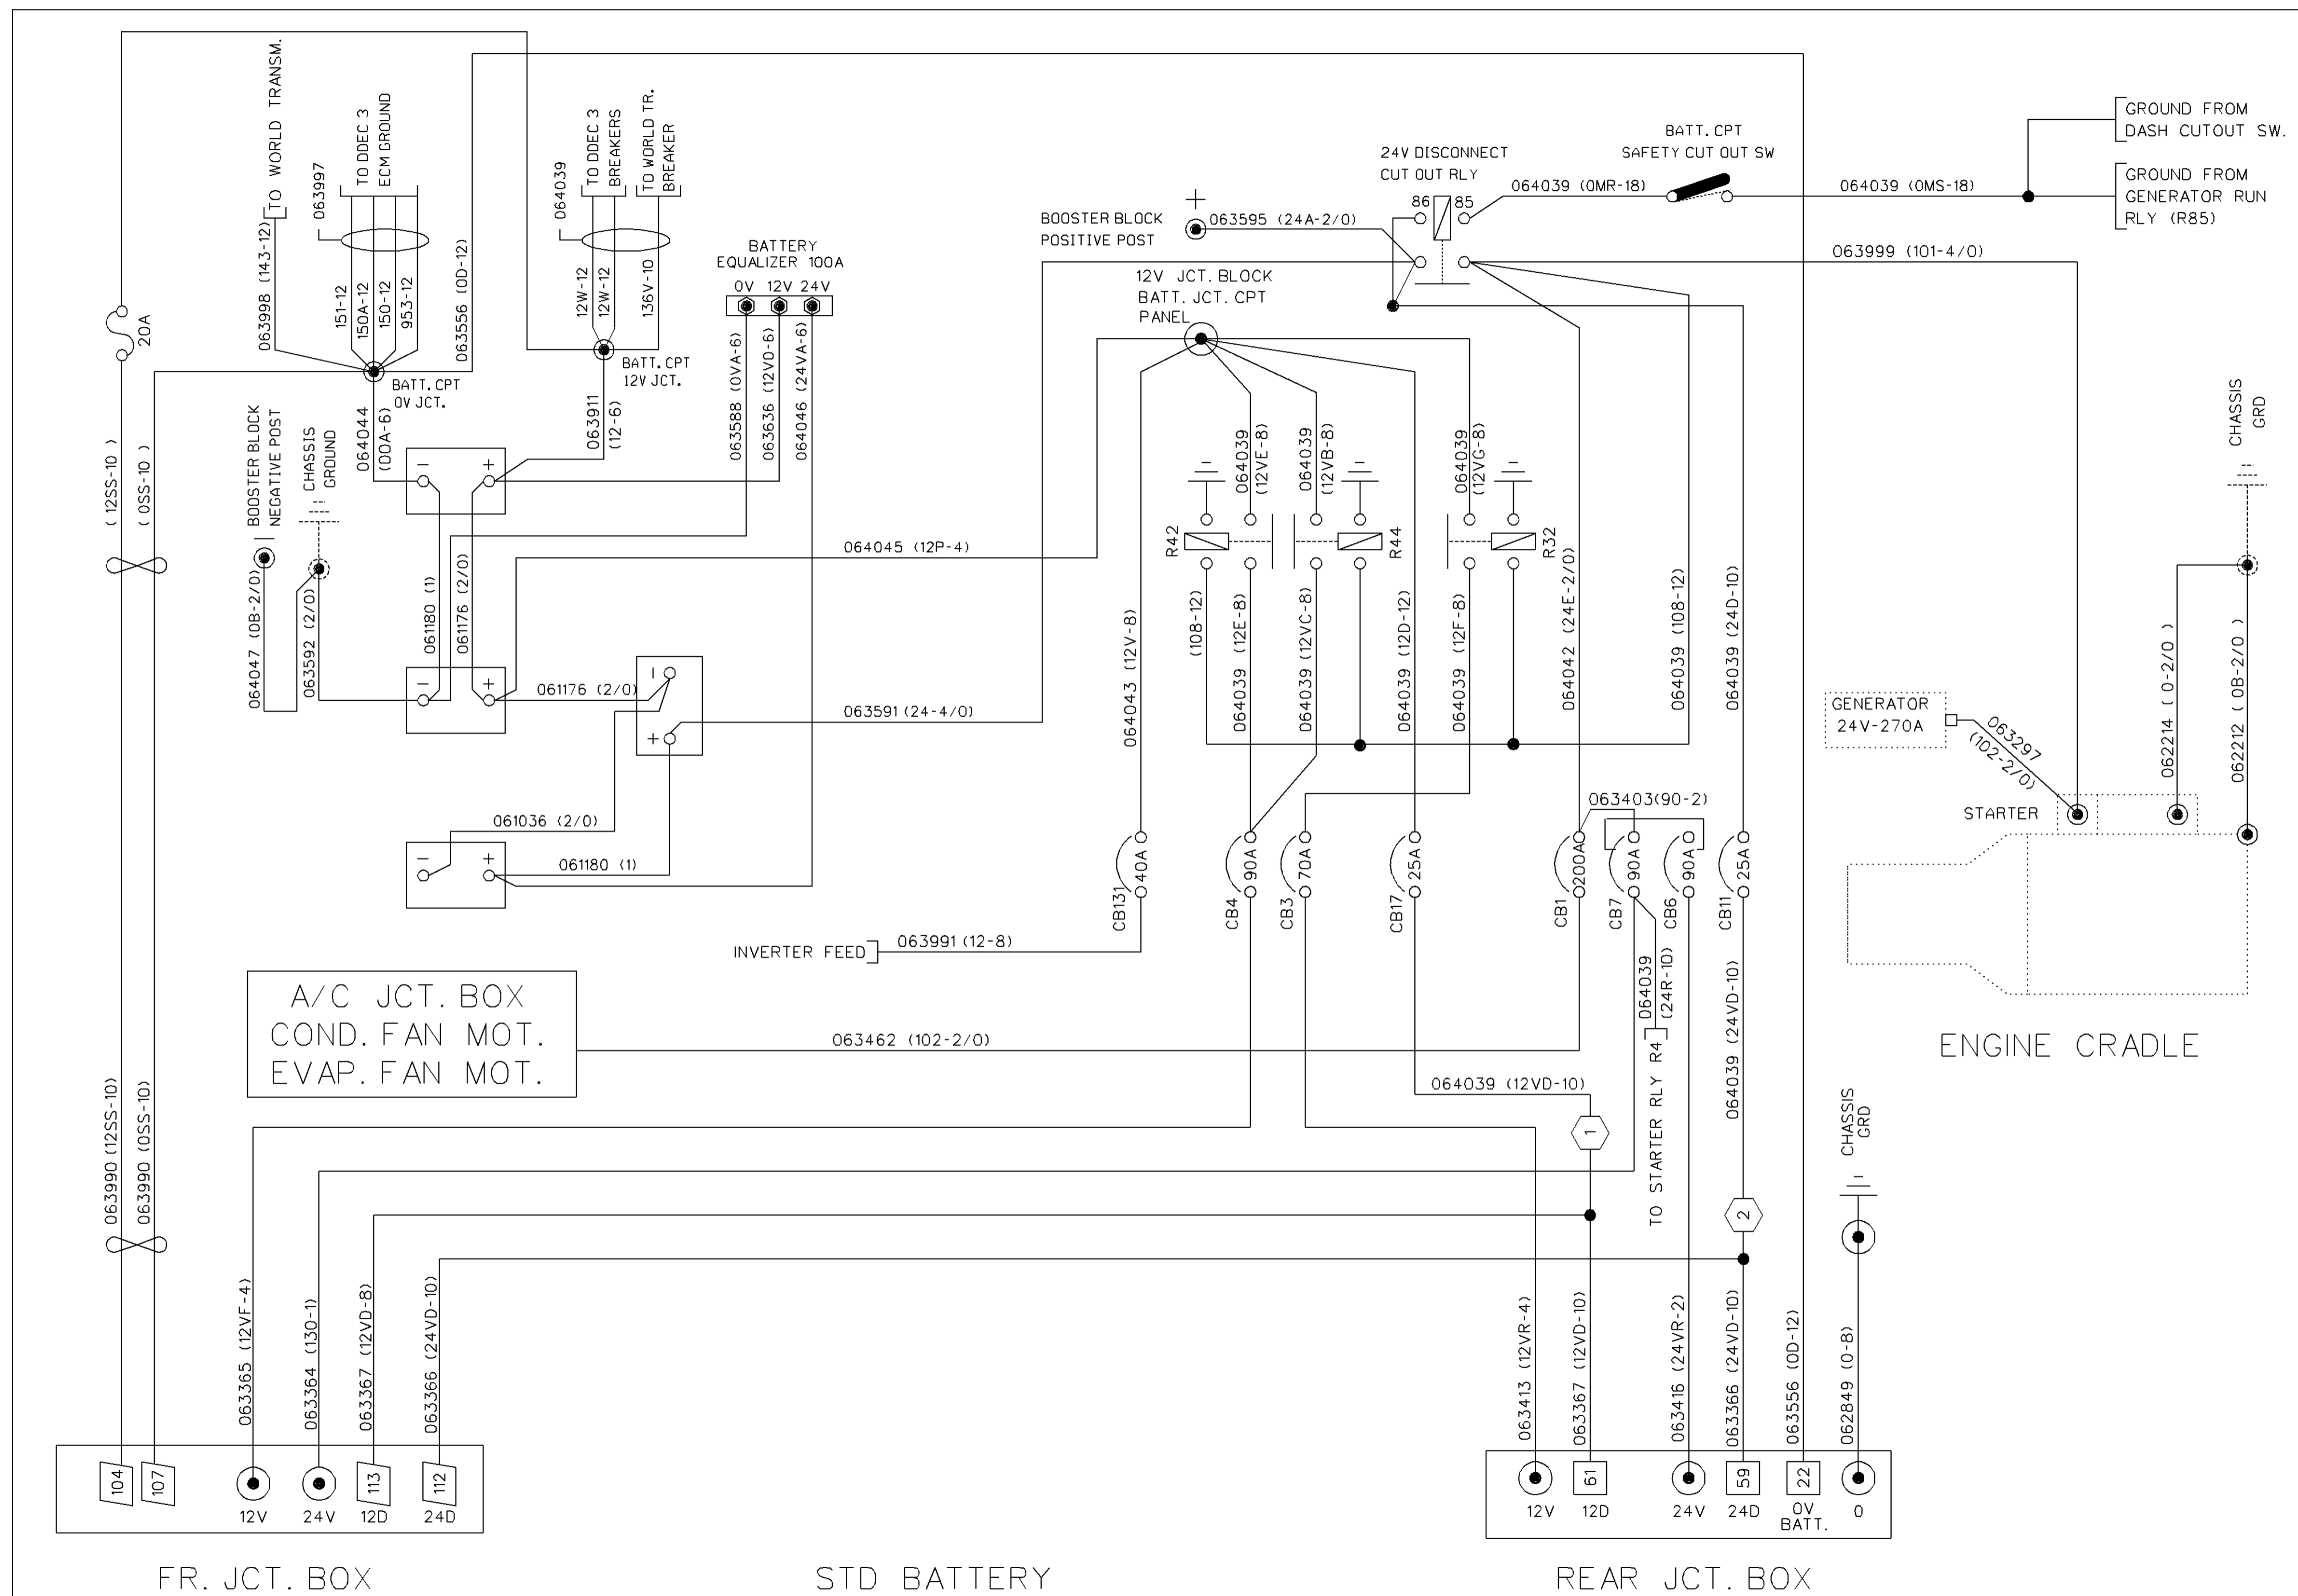 TO WORLD TRANSM.
063998 (143-12)
063997
TO DDEC 3
ECM GROUND
151-12
150A-12
150-12
953-12
063556 (0D-12)
064039
TO DDEC 3
BREAKERS
TO WORLD TR.
BREAKER
12W-12
12W-12
136V-10
20A
BATT. CPT
0V JCT.
BATT. CPT
12V JCT.
BATTERY
EQUALIZER 100A
0V 12V 24V
063588 (0VA-6)
063636 (12VD-6)
064046 (24VA-6)
BOOSTER BLOCK
POSITIVE POST
+
063595 (24A-2/0)
12V JCT. BLOCK
BATT. JCT. CPT
PANEL
24V DISCONNECT
CUT OUT RLY
86
85
064039 (0MR-18)
BATT. CPT
SAFETY CUT OUT SW
064039 (0MS-18)
GROUND FROM
DASH CUTOUT SW.
GROUND FROM
GENERATOR RUN
RLY (R85)
063999 (101-4/0)
(12SS-10 )
(0SS-10 )
BOOSTER BLOCK
NEGATIVE POST
CHASSIS
GROUND
064044
(00A-6)
063911
(12-6)
- +
064047 (0B-2/0)
063592 (2/0)
061180 (1)
061176 (2/0)
- +
064045 (12P-4)
061176 (2/0)
-
+
063591 (24-4/0)
061036 (2/0)
061180 (1)
- +
R42
064039
(12VE-8)
064039
(12VB-8)
R44
064039
(12VG-8)
R32
064043 (12V-8)
(108-12)
064039 (12E-8)
064039 (12VC-8)
064039 (12D-12)
064039 (12F-8)
064042 (24E-2/0)
064039 (108-12)
064039 (24D-10)
063403(90-2)
CB131
40A
CB4
90A
CB3
70A
CB17
25A
CB1
200A
CB7
90A
CB6
90A
CB11
25A
INVERTER FEED
063991 (12-8)
CHASSIS
GRD
GENERATOR
24V-270A
063297
(102-2/0)
062214 ( 0-2/0 )
062212 ( 0B-2/0 )
STARTER
ENGINE CRADLE
A/C JCT. BOX
COND. FAN MOT.
EVAP. FAN MOT.
063462 (102-2/0)
064039
(24R-10)
TO STARTER RLY R4
064039 (24VD-10)
064039 (12VD-10)
1
2
CHASSIS
GRD
063990 (12SS-10)
063990 (0SS-10)
063365 (12VF-4)
063364 (130-1)
063367 (12VD-8)
063366 (24VD-10)
063413 (12VR-4)
063367 (12VD-10)
063416 (24VR-2)
063366 (24VD-10)
063556 (0D-12)
062849 (0-8)
104
107
113
112
12V 24V 12D 24D
61
59
22
12V 12D 24V 24D 0V 0
BATT.
FR. JCT. BOX
STD BATTERY
REAR JCT. BOX